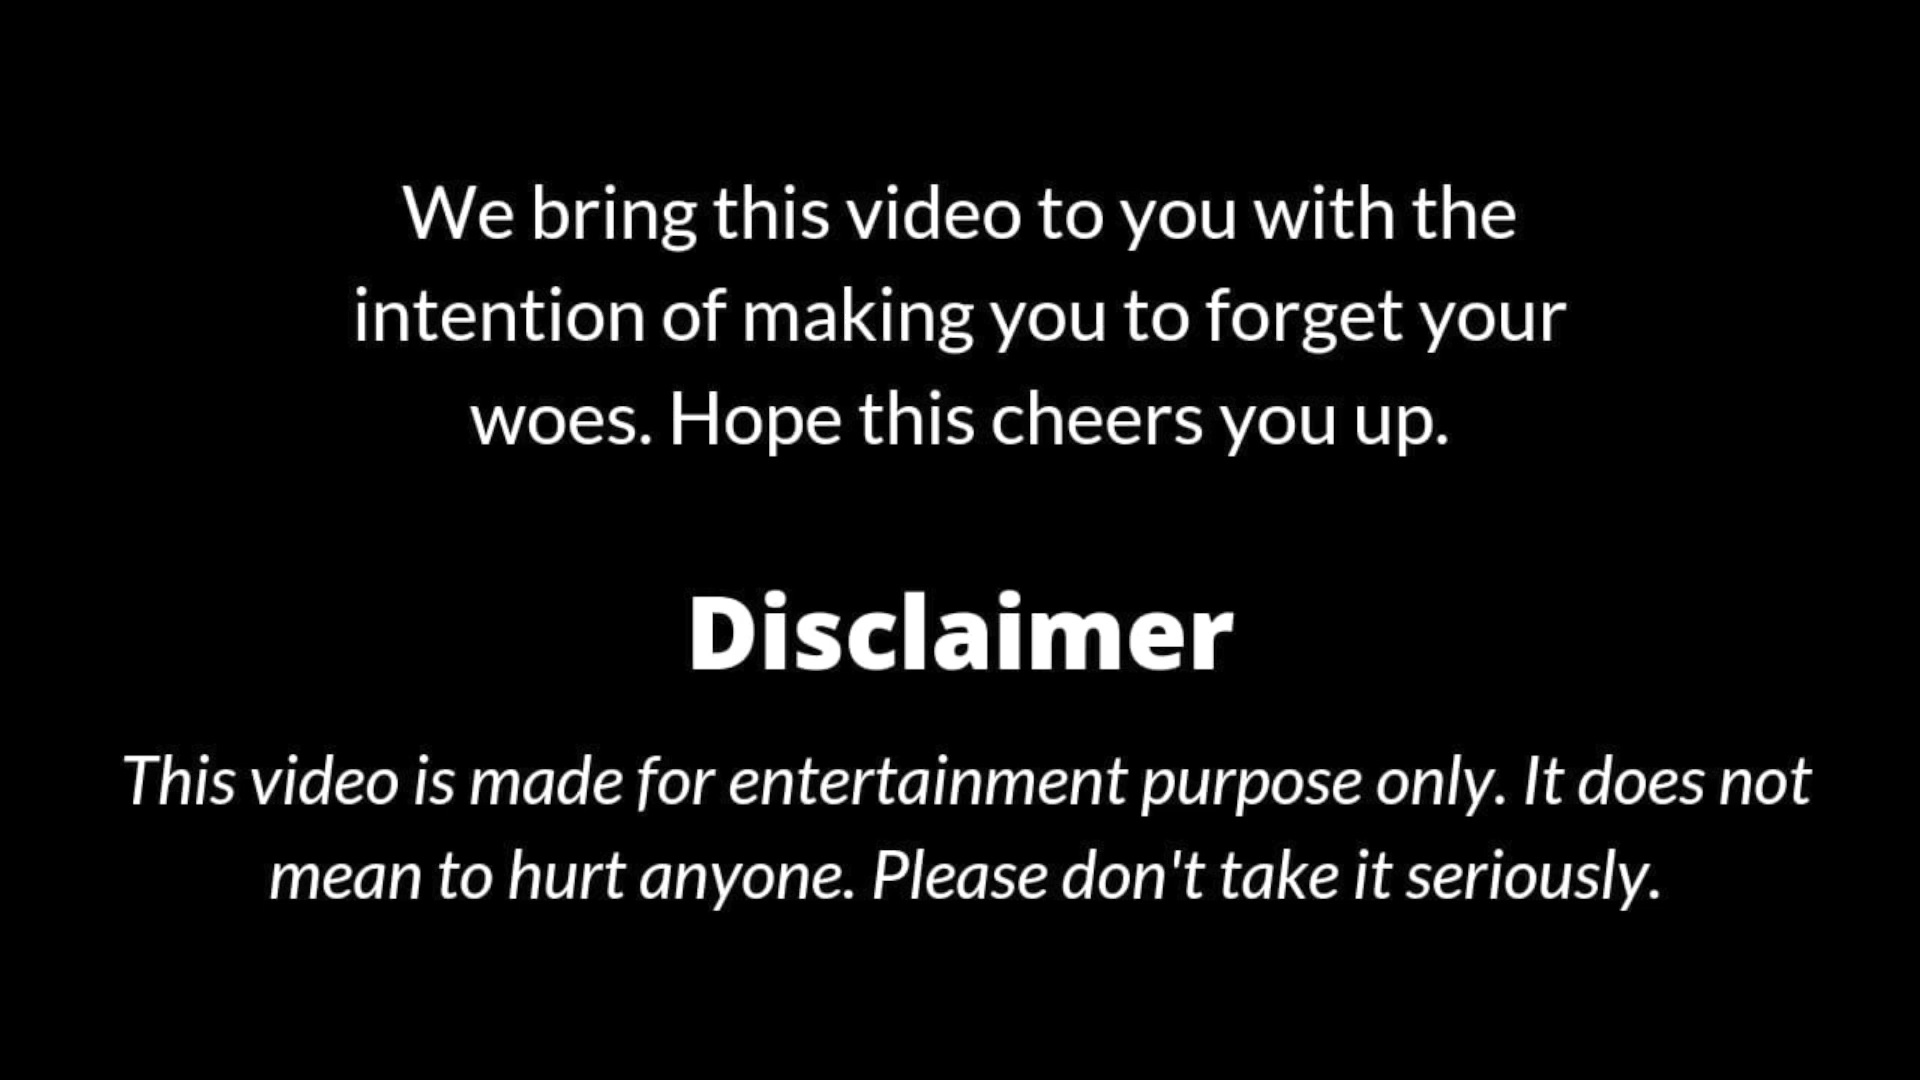 We bring this video to you with the
intention of making you to forget your
woes. Hope this cheers you up.
Disclaimer
This video is made for entertainment purpose only. It does not
mean to hurt anyone. Please don't take it seriously.